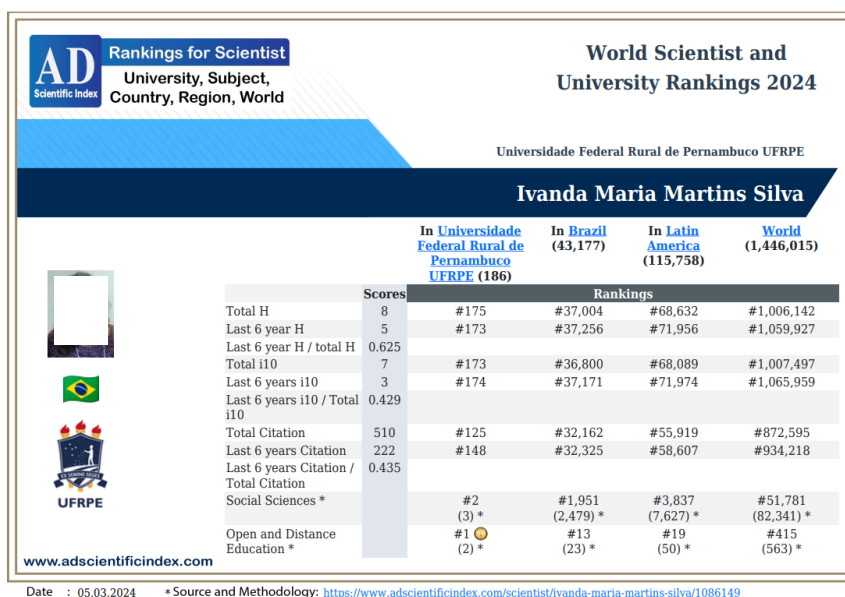 AD
Scientific Index
Rankings for Scientist
University, Subject,
Country, Region, World
World Scientist and
University Rankings 2024
Universidade Federal Rural de Pernambuco UFRPE
Ivanda Maria Martins Silva
In Universidade Federal Rural de Pernambuco UFRPE (186) In Brazil (43,177) In Latin America (115,758) World (1,446,015)
Scores Rankings
Total H 8 #175 #37,004 #68,632 #1,006,142
Last 6 year H 5 #173 #37,256 #71,956 #1,059,927
Last 6 year H / total H 0.625
Total i10 7 #173 #36,800 #68,089 #1,007,497
Last 6 years i10 3 #174 #37,171 #71,974 #1,065,959
Last 6 years i10 / Total i10 0.429
Total Citation 510 #125 #32,162 #55,919 #872,595
Last 6 years Citation 222 #148 #32,325 #58,607 #934,218
Last 6 years Citation / Total Citation 0.435
Social Sciences * #2 (3) * #1,951 (2,479) * #3,837 (7,627) * #51,781 (82,341) *
Open and Distance Education * #1 (2) * #13 (23) * #19 (50) * #415 (563) *
UFRPE
www.adscientificindex.com
Date : 05.03.2024 * Source and Methodology: https://www.adscientificindex.com/scientist/ivanda-maria-martins-silva/1086149